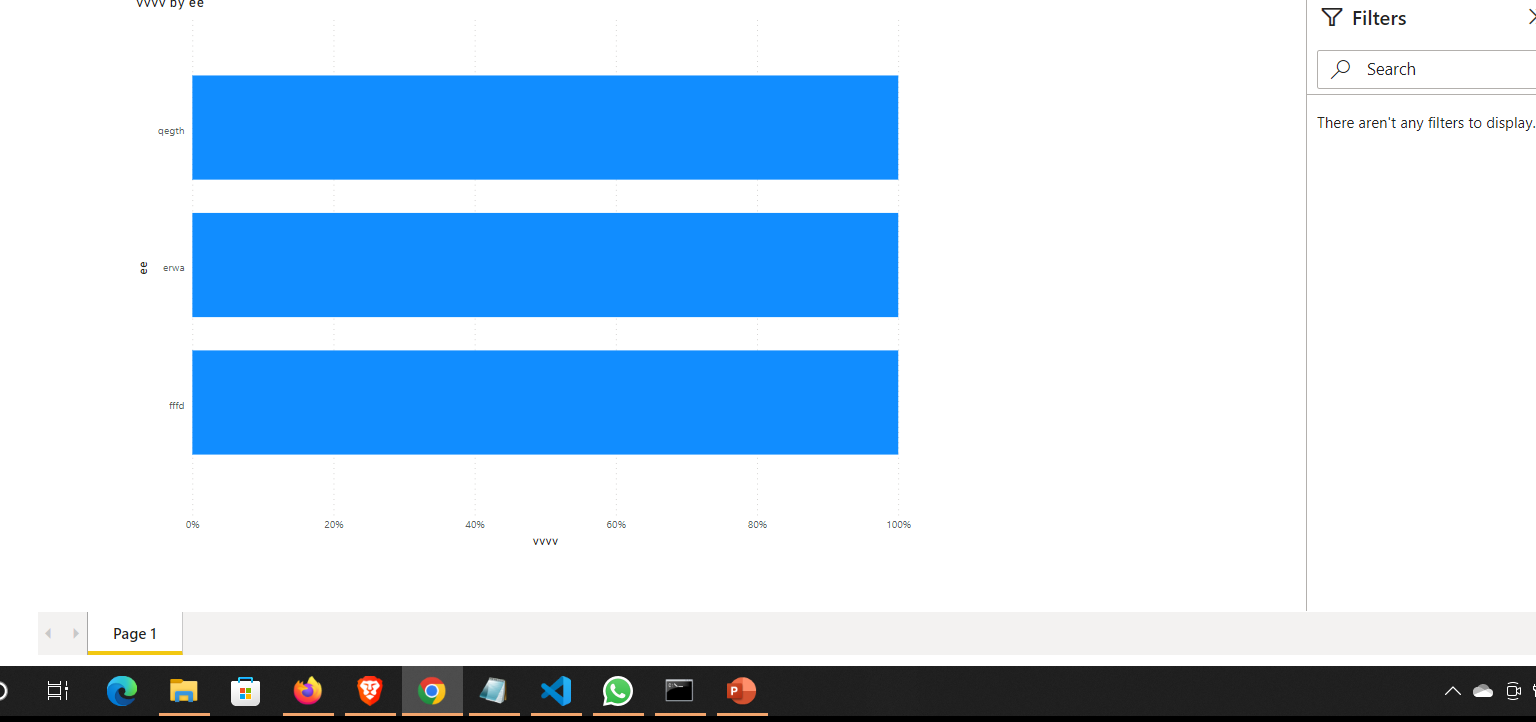 vvvv by ee
Filters
Search
There aren't any filters to display.
qegth
erwa
fffd
ee
0% 20% 40% 60% 80% 100%
vvvv
Page 1